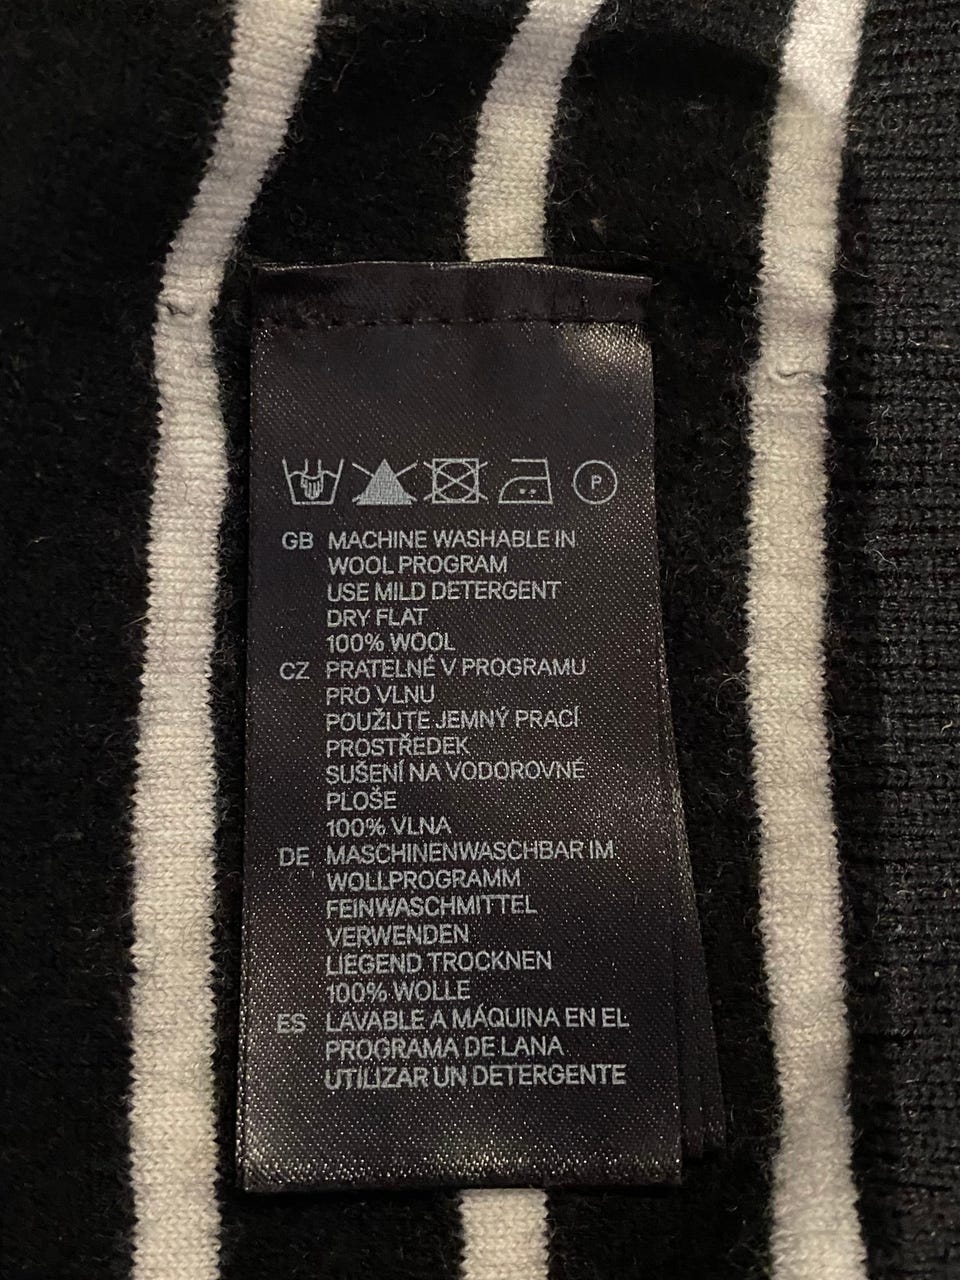 P
GB MACHINE WASHABLE IN
WOOL PROGRAM
USE MILD DETERGENT
DRY FLAT
100% WOOL
CZ PRATELNÉ V PROGRAMU
PRO VLNU
POUŽIJTE JEMNÝ PRACÍ
PROSTŘEDEK
SUŠENÍ NA VODOROVNÉ
PLOŠE
100% VLNA
DE MASCHINENWASCHBAR IM
WOLLPROGRAMM
FEINWASCHMITTEL
VERWENDEN
LIEGEND TROCKNEN
100% WOLLE
ES LAVABLE A MÁQUINA EN EL
PROGRAMA DE LANA
UTILIZAR UN DETERGENTE